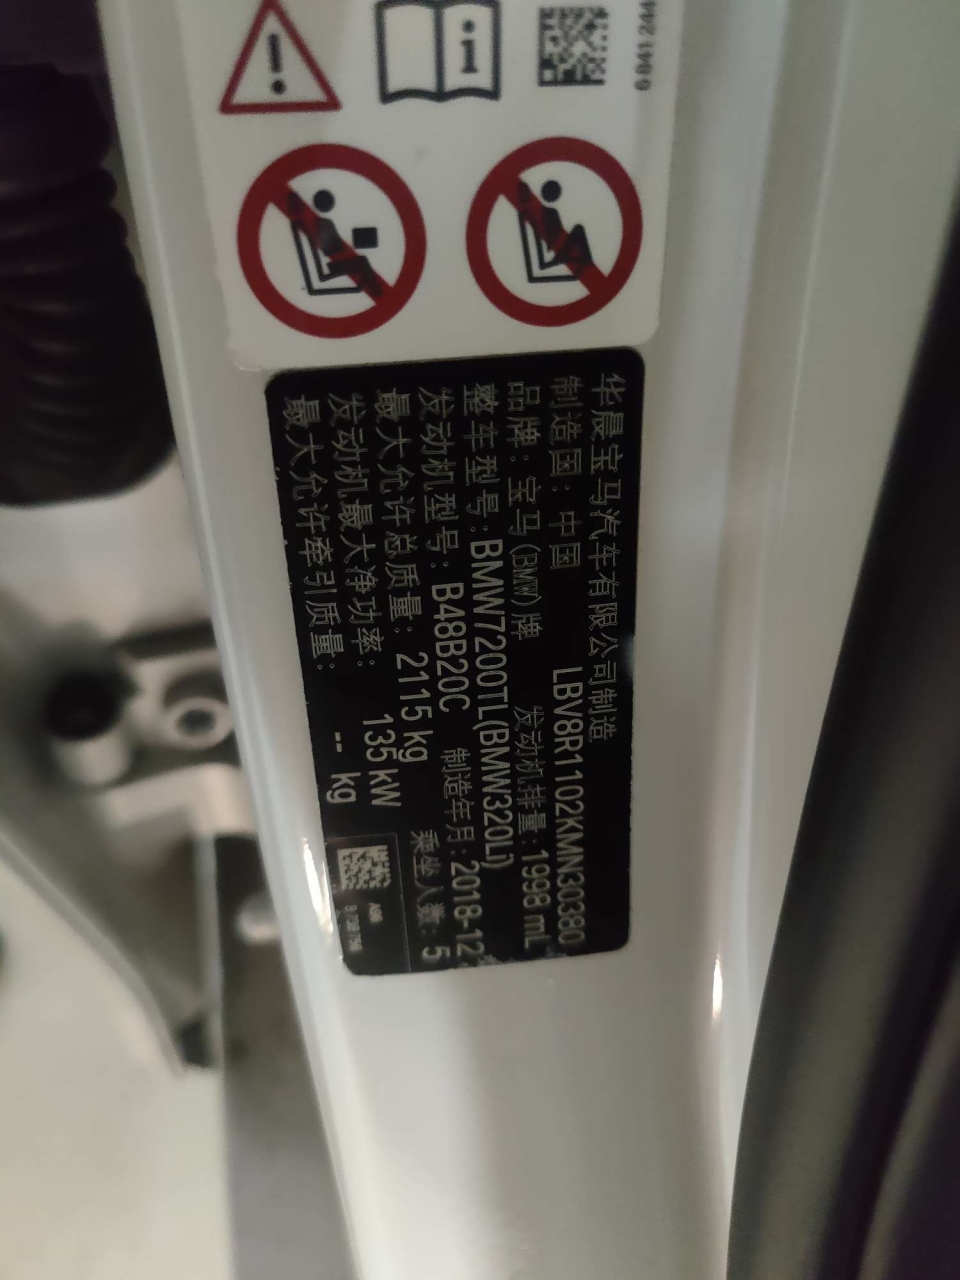 6 841 244
华晨宝马汽车有限公司制造
制造国: 中国 LBV8R1102KMN30380
品牌: 宝马(BMW)牌 发动机排量: 1998 mL
整车型号: BMW7200TL(BMW320Li)
发动机型号: B48B20C 制造年月: 2018-12
最大允许总质量: 2115 kg 乘坐人数: 5
发动机最大净功率: 135 kW
最大允许牵引质量: -- kg